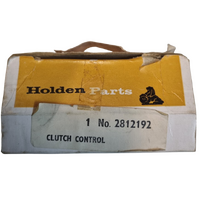 Holden Parts
1 No. 2812192
CLUTCH CONTROL